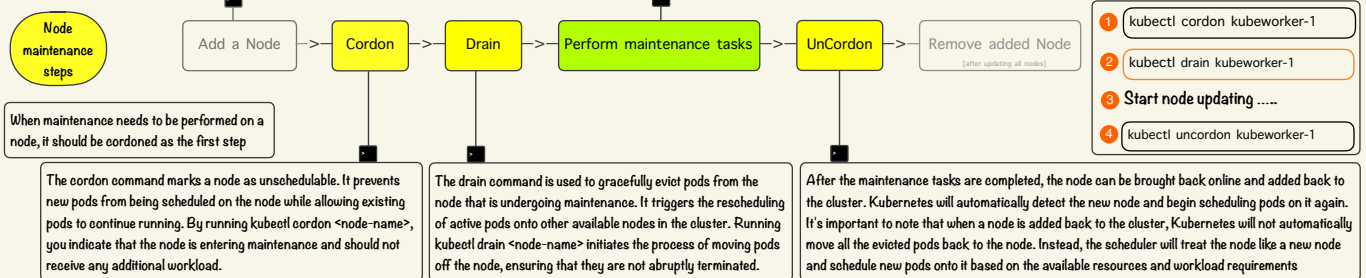 Node
maintenance
steps
Add a Node
Cordon
Drain
Perform maintenance tasks
UnCordon
Remove added Node
[after updating all nodes]
1 kubectl cordon kubeworker-1
2 kubectl drain kubeworker-1
3 Start node updating .....
4 kubectl uncordon kubeworker-1
When maintenance needs to be performed on a
node, it should be cordoned as the first step
The cordon command marks a node as unschedulable. It prevents
new pods from being scheduled on the node while allowing existing
pods to continue running. By running kubectl cordon <node-name>,
you indicate that the node is entering maintenance and should not
receive any additional workload.
The drain command is used to gracefully evict pods from the
node that is undergoing maintenance. It triggers the rescheduling
of active pods onto other available nodes in the cluster. Running
kubectl drain <node-name> initiates the process of moving pods
off the node, ensuring that they are not abruptly terminated.
After the maintenance tasks are completed, the node can be brought back online and added back to
the cluster. Kubernetes will automatically detect the new node and begin scheduling pods on it again.
It's important to note that when a node is added back to the cluster, Kubernetes will not automatically
move all the evicted pods back to the node. Instead, the scheduler will treat the node like a new node
and schedule new pods onto it based on the available resources and workload requirements